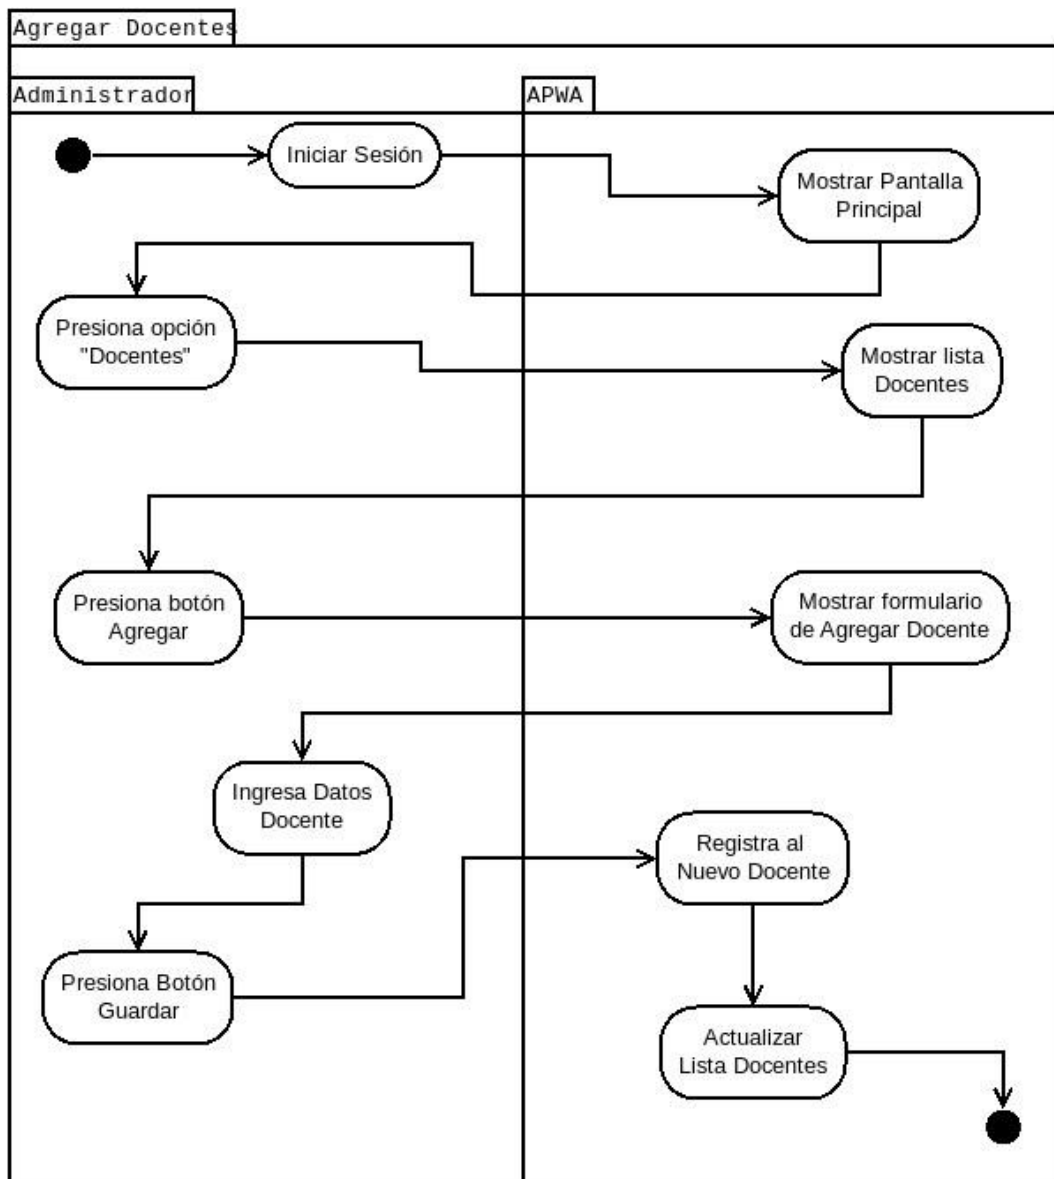 Agregar Docentes
Administrador
APWA
Iniciar Sesión
Mostrar Pantalla
Principal
Presiona opción
"Docentes"
Mostrar lista
Docentes
Presiona botón
Agregar
Mostrar formulario
de Agregar Docente
Ingresa Datos
Docente
Registra al
Nuevo Docente
Presiona Botón
Guardar
Actualizar
Lista Docentes